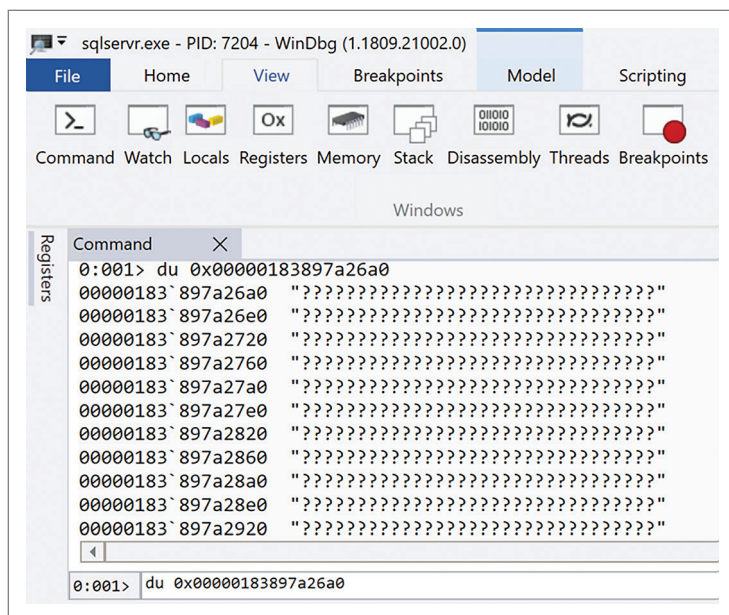 sqlservr.exe - PID: 7204 - WinDbg (1.1809.21002.0)
File Home View Breakpoints Model Scripting
Command Watch Locals Registers Memory Stack Disassembly Threads Breakpoints
Windows
Registers
Command
0:001> du 0x00000183897a26a0
00000183`897a26a0 "????????????????????????????????"
00000183`897a26e0 "????????????????????????????????"
00000183`897a2720 "????????????????????????????????"
00000183`897a2760 "????????????????????????????????"
00000183`897a27a0 "????????????????????????????????"
00000183`897a27e0 "????????????????????????????????"
00000183`897a2820 "????????????????????????????????"
00000183`897a2860 "????????????????????????????????"
00000183`897a28a0 "????????????????????????????????"
00000183`897a28e0 "????????????????????????????????"
00000183`897a2920 "????????????????????????????????"
0:001> du 0x00000183897a26a0